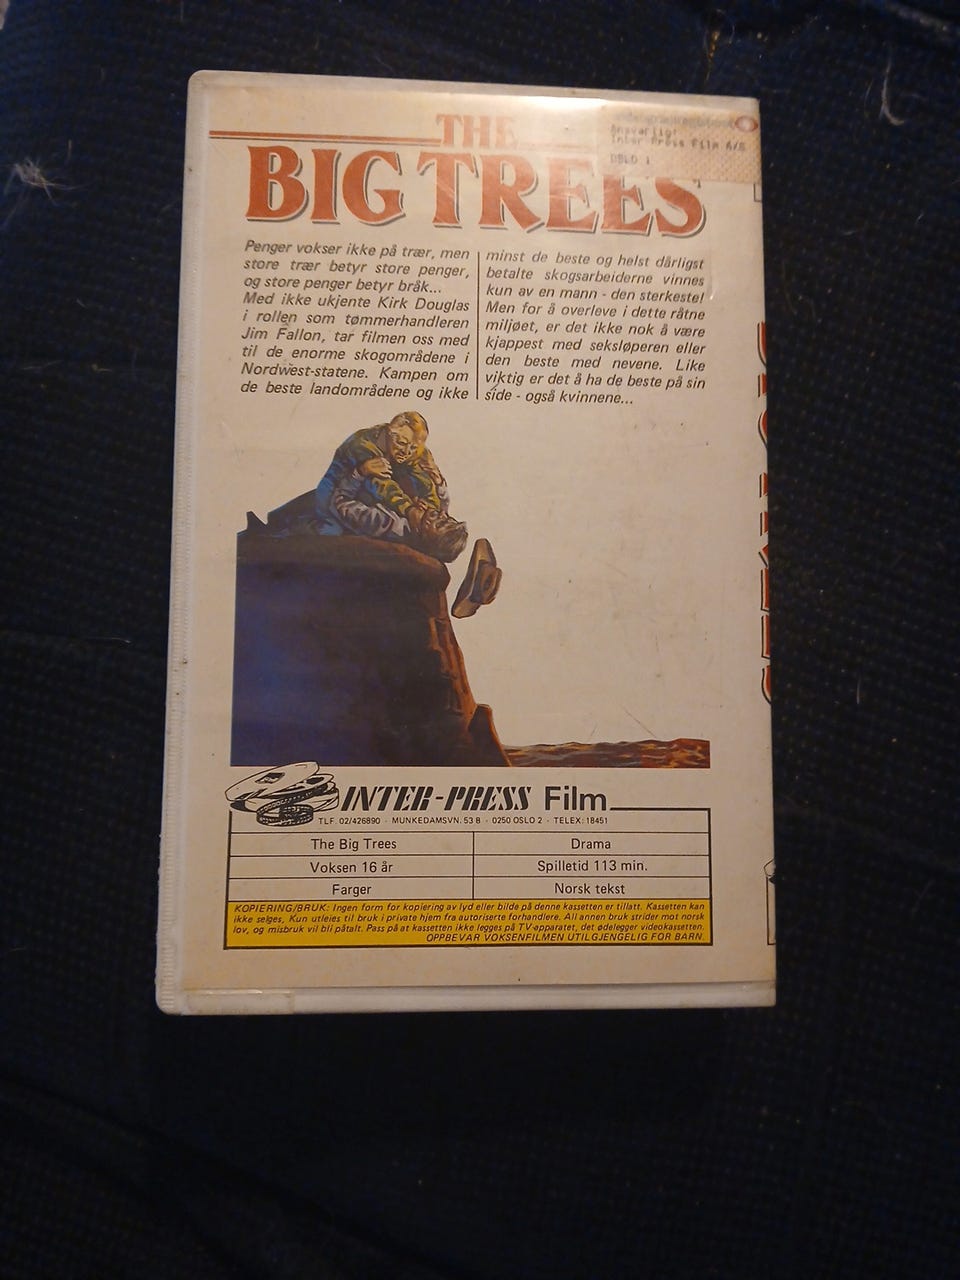 THE
BIG TREES
Ansvarlig:
Inter Press Film A/S
OSLO 1
Penger vokser ikke på trær, men
store trær betyr store penger,
og store penger betyr bråk...
Med ikke ukjente Kirk Douglas
i rollen som tømmerhandleren
Jim Fallon, tar filmen oss med
til de enorme skogområdene i
Nordwest-statene. Kampen om
de beste landområdene og ikke
minst de beste og helst dårligst
betalte skogsarbeiderne vinnes
kun av en mann - den sterkeste!
Men for å overleve i dette råtne
miljøet, er det ikke nok å være
kjappest med seksløperen eller
den beste med nevene. Like
viktig er det å ha de beste på sin
side - også kvinnene...
INTER-PRESS Film
TLF. 02/426890 · MUNKEDAMSVN. 53 B · 0250 OSLO 2 · TELEX: 18451
The Big Trees Drama
Voksen 16 år Spilletid 113 min.
Farger Norsk tekst
KOPIERING/BRUK: Ingen form for kopiering av lyd eller bilde på denne kassetten er tillatt. Kassetten kan
ikke selges, Kun utleies til bruk i private hjem fra autoriserte forhandlere. All annen bruk strider mot norsk
lov, og misbruk vil bli påtalt. Pass på at kassetten ikke legges på TV-apparatet, det ødelegger videokassetten.
OPPBEVAR VOKSENFILMEN UTILGJENGELIG FOR BARN.